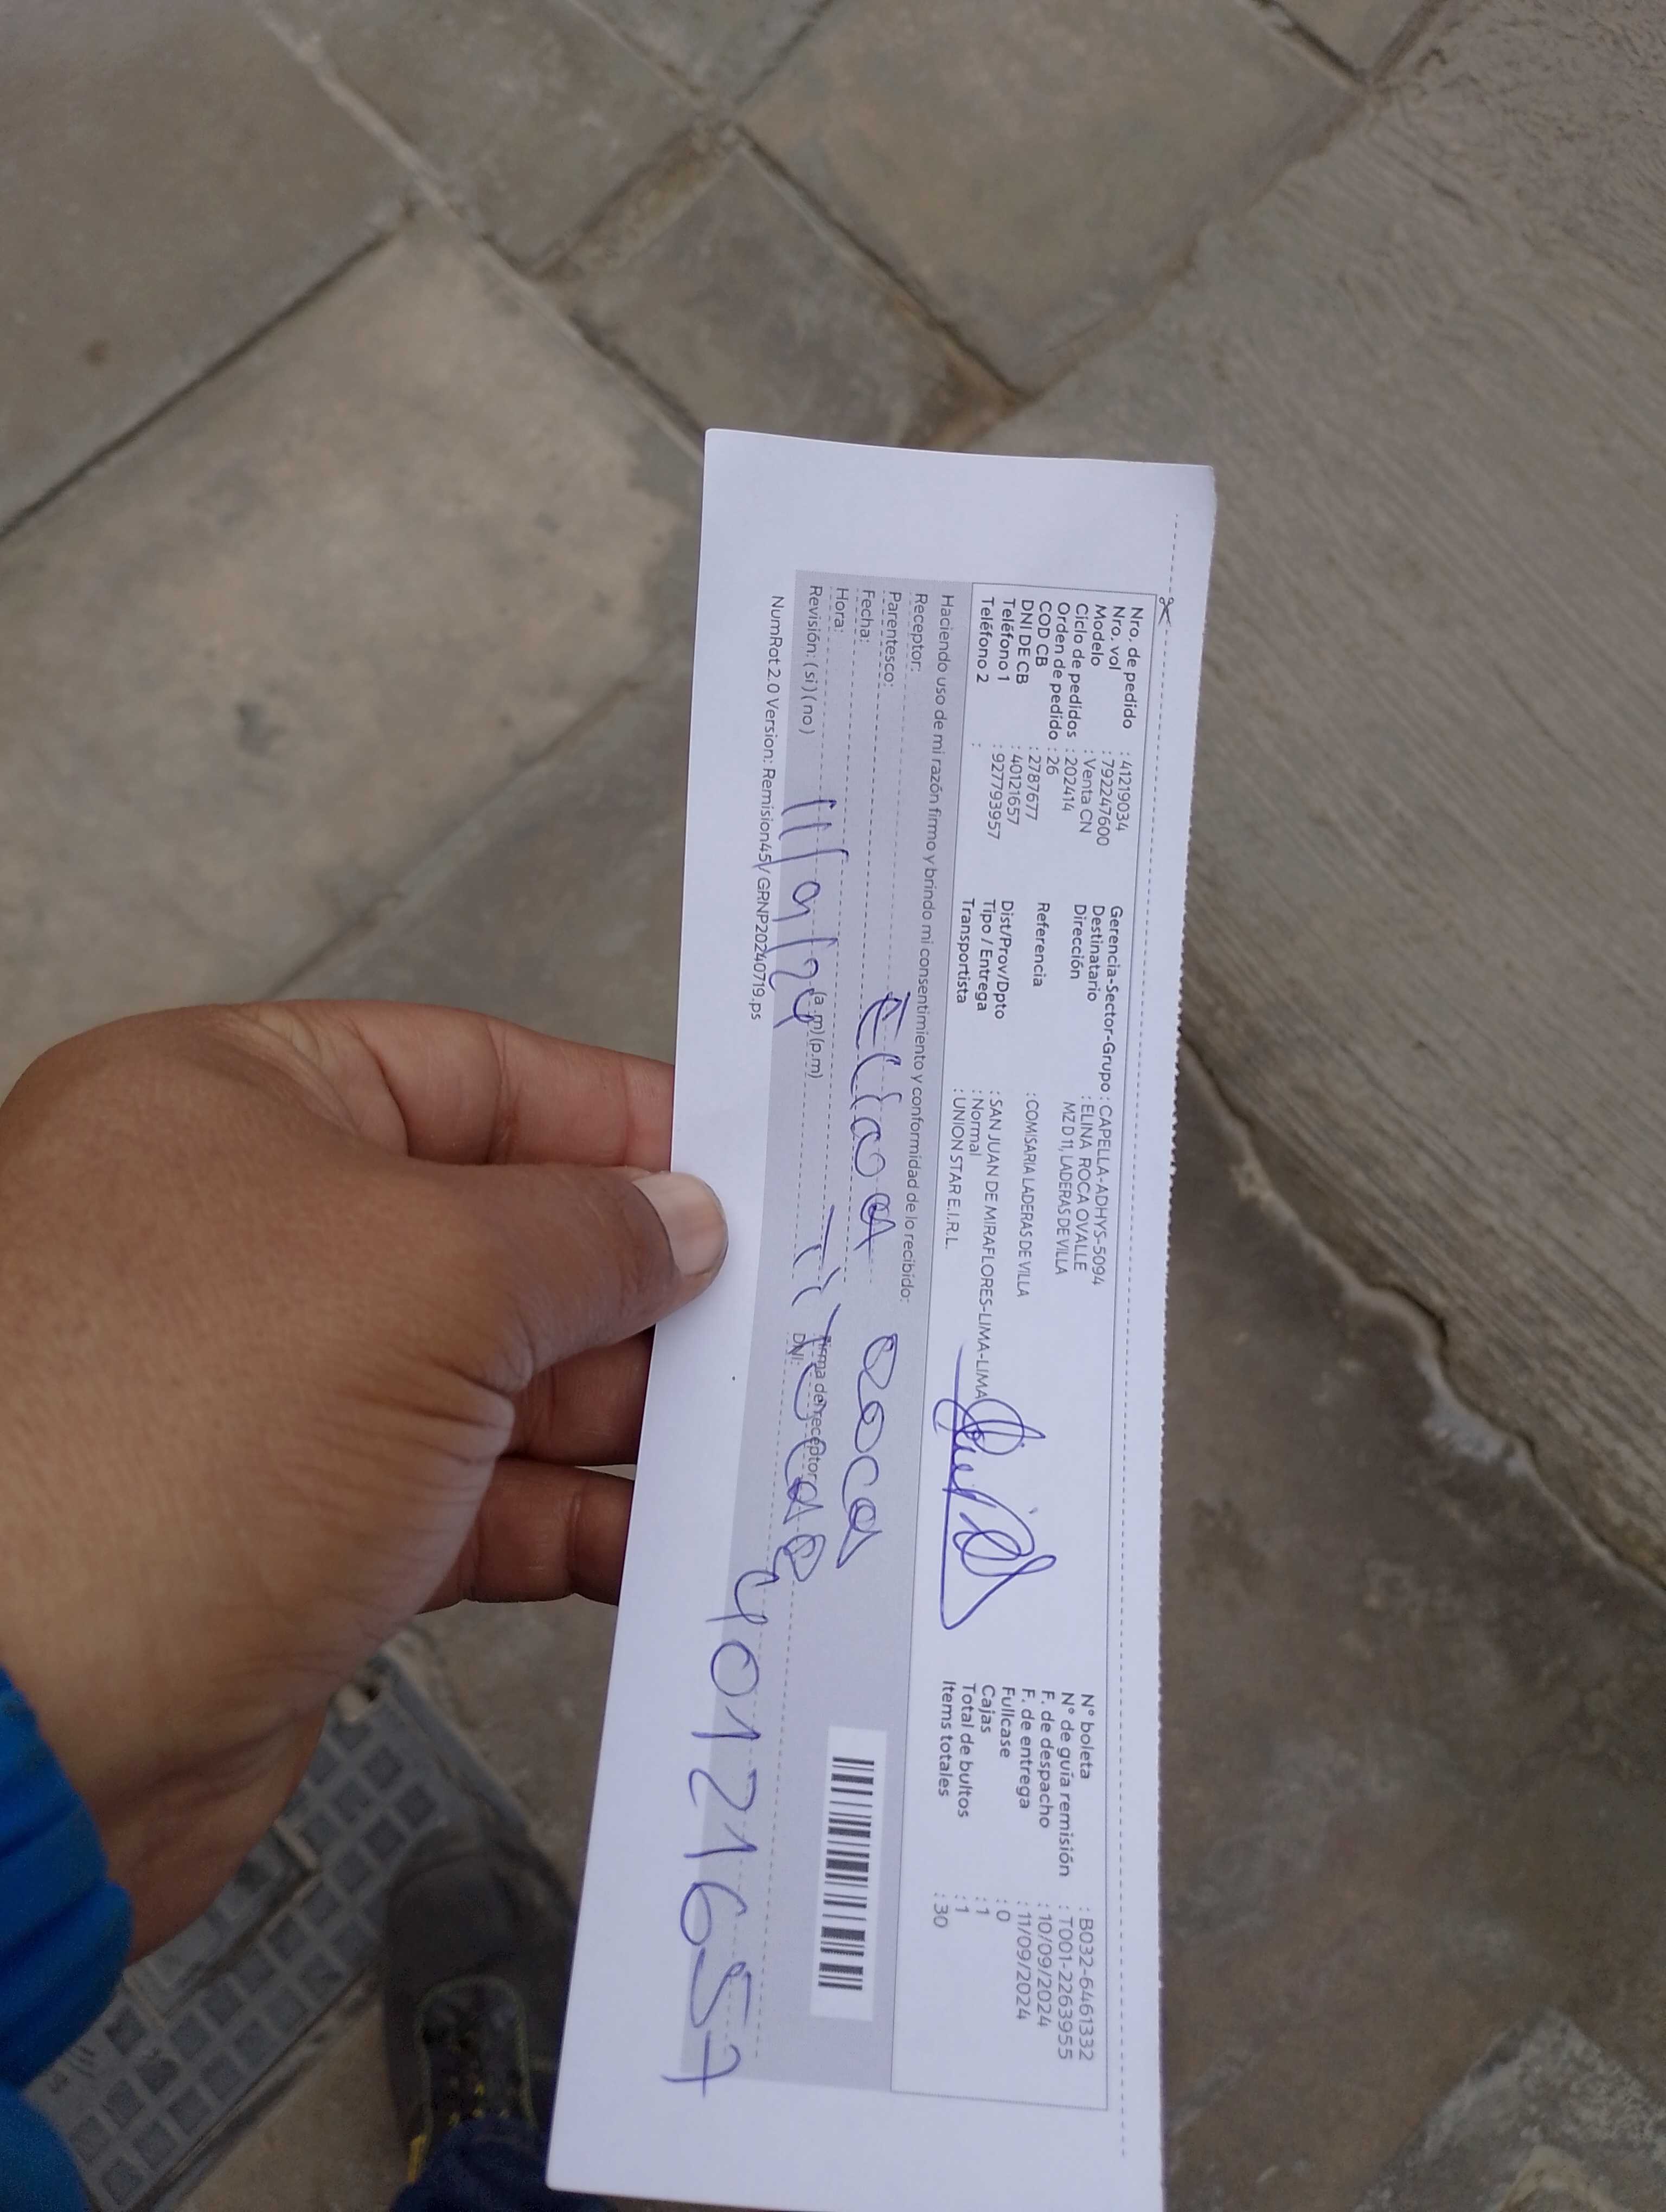 Nro. de pedido : 41219034
Nro. vol : 792247600
Modelo : Venta CN
Ciclo de pedidos : 202414
Orden de pedido : 26
COD CB : 2787677
DNI DE CB : 40121657
Teléfono 1 : 927793957
Teléfono 2 :
Gerencia-Sector-Grupo : CAPELLA-ADHYS-5094
Destinatario : ELINA ROCA OVALLE
Dirección MZ D 11, LADERAS DE VILLA
Referencia : COMISARIA LADERAS DE VILLA
Dist/Prov/Dpto : SAN JUAN DE MIRAFLORES-LIMA-LIMA
Tipo / Entrega : Normal
Transportista : UNION STAR E.I.R.L.
N° boleta : B032-6461332
N° de guía remisión : T001-2263955
F. de despacho : 10/09/2024
F. de entrega : 11/09/2024
Fullcase : 0
Cajas : 1
Total de bultos : 1
Items totales : 30
Haciendo uso de mi razón firmo y brindo mi consentimiento y conformidad de lo recibido:
Receptor:
Parentesco:
Fecha:
Hora: (a.m) (p.m)
Revisión: ( si ) ( no )
11/9/24
Roca
Firma del receptor
DNI:
40121657
NumRot 2.0 Version: Remision45/ GRNP20240719.ps